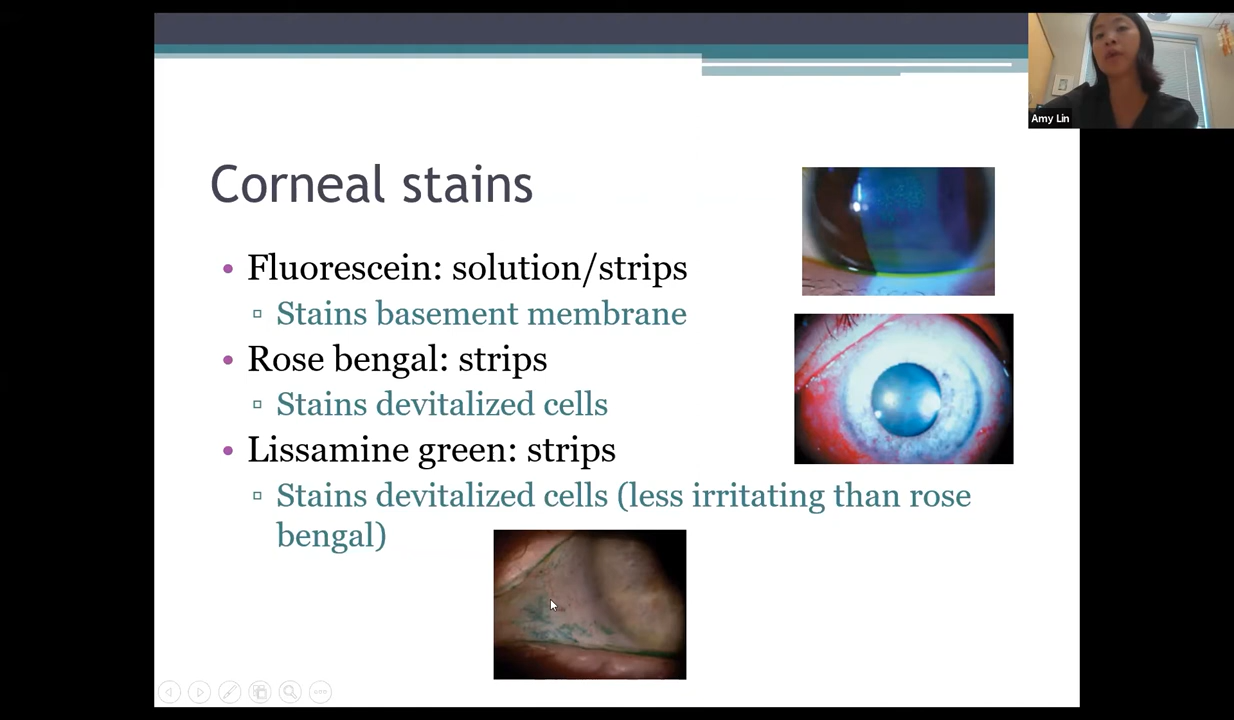 Amy Lin
Corneal stains
• Fluorescein: solution/strips
▫ Stains basement membrane
• Rose bengal: strips
▫ Stains devitalized cells
• Lissamine green: strips
▫ Stains devitalized cells (less irritating than rose
bengal)